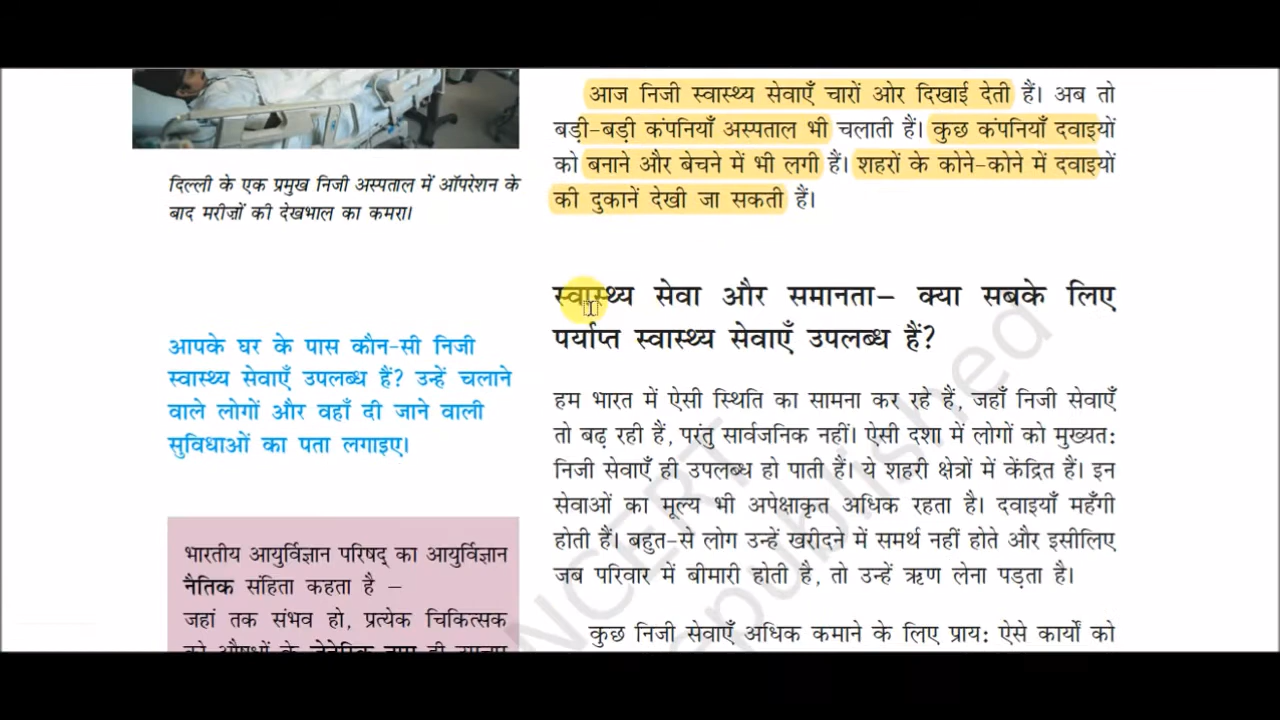 दिल्ली के एक प्रमुख निजी अस्पताल में ऑपरेशन के
बाद मरीज़ों की देखभाल का कमरा।
आपके घर के पास कौन-सी निजी
स्वास्थ्य सेवाएँ उपलब्ध हैं? उन्हें चलाने
वाले लोगों और वहाँ दी जाने वाली
सुविधाओं का पता लगाइए।
भारतीय आयुर्विज्ञान परिषद् का आयुर्विज्ञान
नैतिक संहिता कहता है –
जहां तक संभव हो, प्रत्येक चिकित्सक
आज निजी स्वास्थ्य सेवाएँ चारों ओर दिखाई देती हैं। अब तो
बड़ी-बड़ी कंपनियाँ अस्पताल भी चलाती हैं। कुछ कंपनियाँ दवाइयों
को बनाने और बेचने में भी लगी हैं। शहरों के कोने-कोने में दवाइयों
की दुकानें देखी जा सकती हैं।
स्वास्थ्य सेवा और समानता– क्या सबके लिए
पर्याप्त स्वास्थ्य सेवाएँ उपलब्ध हैं?
हम भारत में ऐसी स्थिति का सामना कर रहे हैं, जहाँ निजी सेवाएँ
तो बढ़ रही हैं, परंतु सार्वजनिक नहीं। ऐसी दशा में लोगों को मुख्यत:
निजी सेवाएँ ही उपलब्ध हो पाती हैं। ये शहरी क्षेत्रों में केंद्रित हैं। इन
सेवाओं का मूल्य भी अपेक्षाकृत अधिक रहता है। दवाइयाँ महँगी
होती हैं। बहुत-से लोग उन्हें खरीदने में समर्थ नहीं होते और इसीलिए
जब परिवार में बीमारी होती है, तो उन्हें ऋण लेना पड़ता है।
कुछ निजी सेवाएँ अधिक कमाने के लिए प्राय: ऐसे कार्यों को
NCERT
republished